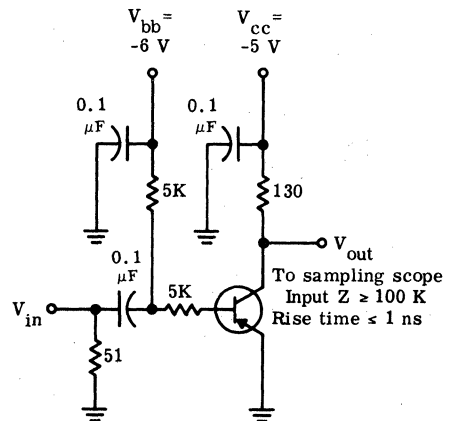 V_bb =
-6 V
V_cc =
-5 V
0.1
μF
0.1
μF
5K
130
V_out
0.1
μF
5K
To sampling scope
Input Z ≥ 100 K
Rise time ≤ 1 ns
V_in
51